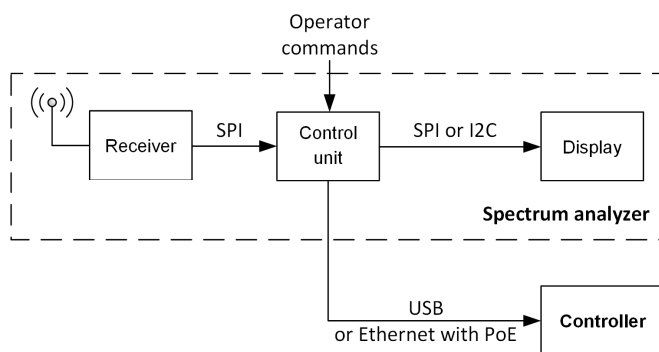 Operator
commands
Receiver
SPI
Control
unit
SPI or I2C
Display
Spectrum analyzer
USB
or Ethernet with PoE
Controller